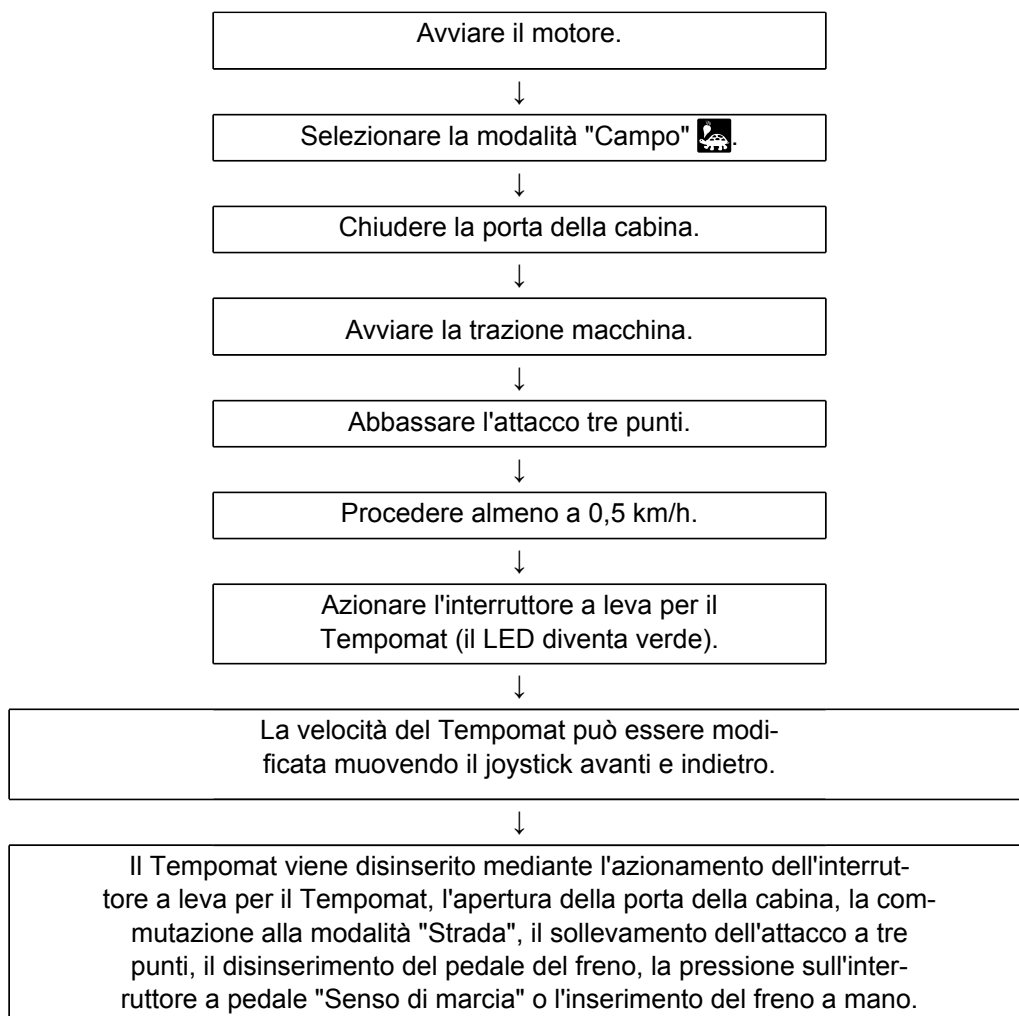 Avviare il motore.
↓
Selezionare la modalità "Campo" .
↓
Chiudere la porta della cabina.
↓
Avviare la trazione macchina.
↓
Abbassare l'attacco tre punti.
↓
Procedere almeno a 0,5 km/h.
↓
Azionare l'interruttore a leva per il
Tempomat (il LED diventa verde).
↓
La velocità del Tempomat può essere modi-
ficata muovendo il joystick avanti e indietro.
↓
Il Tempomat viene disinserito mediante l'azionamento dell'interrut-
tore a leva per il Tempomat, l'apertura della porta della cabina, la com-
mutazione alla modalità "Strada", il sollevamento dell'attacco a tre
punti, il disinserimento del pedale del freno, la pressione sull'inter-
ruttore a pedale "Senso di marcia" o l'inserimento del freno a mano.